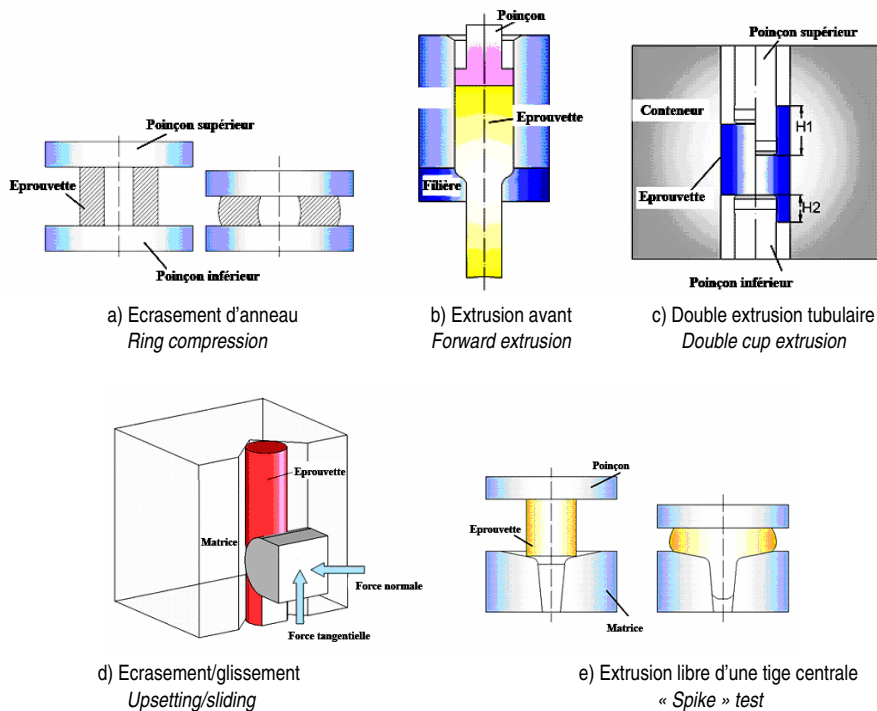 Poinçon supérieur
Eprouvette
Poinçon inférieur
a) Ecrasement d'anneau
Ring compression
Poinçon
Eprouvette
Filière
b) Extrusion avant
Forward extrusion
Poinçon supérieur
Conteneur
H1
Eprouvette
H2
Poinçon inférieur
c) Double extrusion tubulaire
Double cup extrusion
Eprouvette
Matrice
Force normale
Force tangentielle
d) Ecrasement/glissement
Upsetting/sliding
Poinçon
Eprouvette
Matrice
e) Extrusion libre d'une tige centrale
« Spike » test